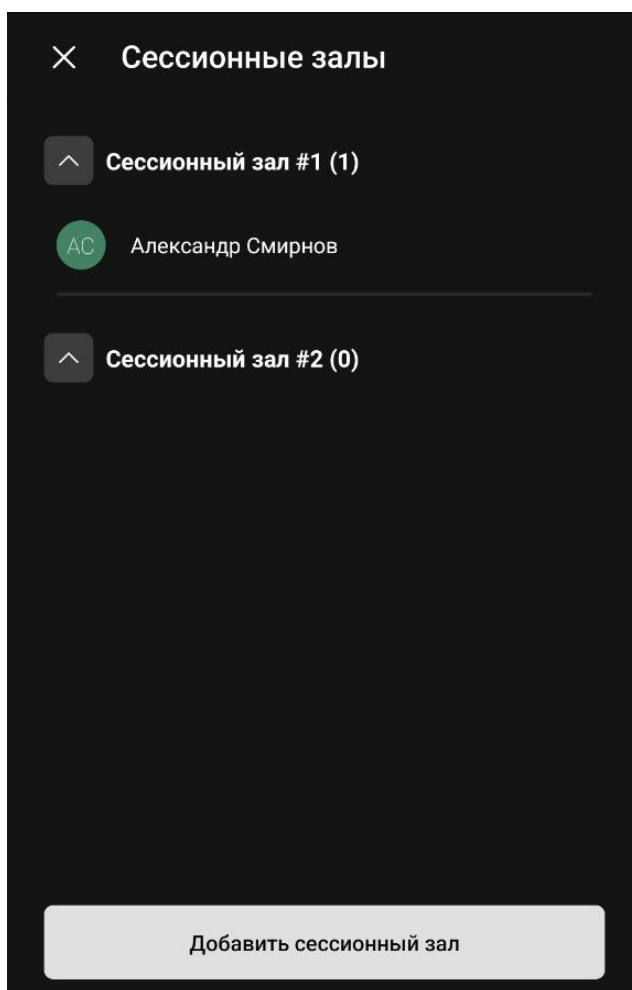 Сессионные залы
Сессионный зал #1 (1)
АС Александр Смирнов
Сессионный зал #2 (0)
Добавить сессионный зал